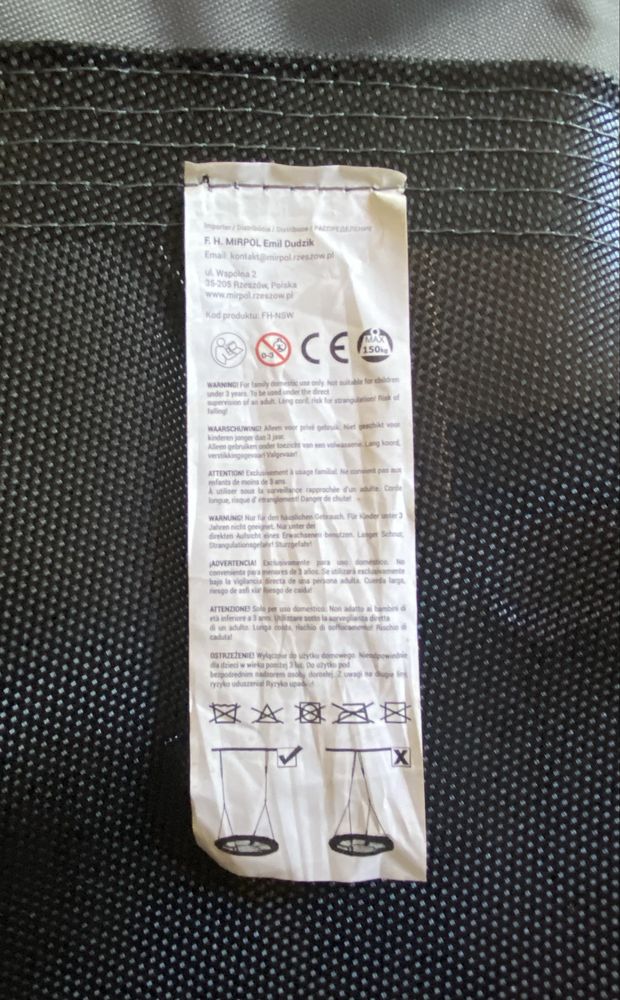 Importer / Distribútor / Distributor / РАСПРЕДЕЛЕНИЕ
F. H. MIRPOL Emil Dudzik
Email: kontakt@mirpol.rzeszow.pl
ul. Wspólna 2
35-205 Rzeszów, Polska
www.mirpol.rzeszow.pl
Kod produktu: FH-NSW
0-3
CE
MAX
150kg
WARNING! For family domestic use only. Not suitable for children
under 3 years. To be used under the direct
supervision of an adult. Long cord, risk for strangulation! Risk of
falling!
WAARSCHUWING! Alleen voor privé gebruik. Niet geschikt voor
kinderen jonger dan 3 jaar.
Alleen gebruiken onder toezicht van een volwassene. Lang koord,
verstikkingsgevaar! Valgevaar!
ATTENTION! Exclusivement à usage familial. Ne convient pas aux
enfants de moins de 3 ans.
À utiliser sous la surveillance rapprochée d'un adulte. Corde
longue, risque d' étranglement! Danger de chute!
WARNUNG! Nur für den häuslichen Gebrauch. Für Kinder unter 3
Jahren nicht geeignet. Nur unter der
direkten Aufsicht eines Erwachsenen benutzen. Langer Schnur,
Strangulationsgefahr! Sturzgefahr!
¡ADVERTENCIA! Exclusivamente para uso doméstico. No
conveniente para menores de 3 años. Se utilizará exclusivamente
bajo la vigilancia directa de una persona adulta. Cuerda larga,
riesgo de asfixia! Riesgo de caída!
ATTENZIONE! Solo per uso domestico. Non adatto ai bambini di
età inferiore a 3 anni. Utilizzare sotto la sorveglianza diretta
di un adulto. Lunga corda, rischio di soffocamento! Rischio di
caduta!
OSTRZEŻENIE! Wyłącznie do użytku domowego. Nieodpowiednie
dla dzieci w wieku poniżej 3 lat. Do użytku pod
bezpośrednim nadzorem osoby dorosłej. Z uwagi na długie liny
ryzyko uduszenia! Ryzyko upadku!